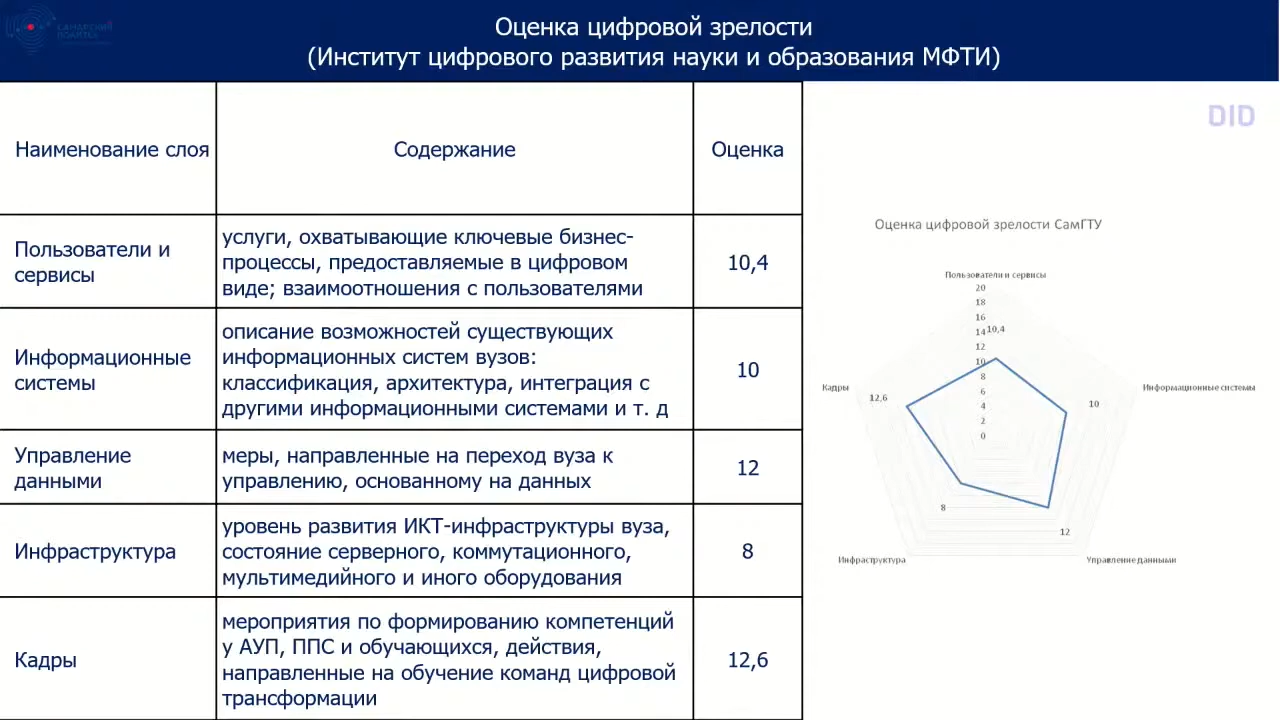 САМАРСКИЙ
ПОЛИТЕХ
Оценка цифровой зрелости
(Институт цифрового развития науки и образования МФТИ)
DID
Наименование слоя
Содержание
Оценка
Пользователи и
сервисы
услуги, охватывающие ключевые бизнес-
процессы, предоставляемые в цифровом
виде; взаимоотношения с пользователями
10,4
Информационные
системы
описание возможностей существующих
информационных систем вузов:
классификация, архитектура, интеграция с
другими информационными системами и т. д
10
Управление
данными
меры, направленные на переход вуза к
управлению, основанному на данных
12
Инфраструктура
уровень развития ИКТ-инфраструктуры вуза,
состояние серверного, коммутационного,
мультимедийного и иного оборудования
8
Кадры
мероприятия по формированию компетенций
у АУП, ППС и обучающихся, действия,
направленные на обучение команд цифровой
трансформации
12,6
Оценка цифровой зрелости СамГТУ
Пользователи и сервисы
20
18
16
14
10,4
12
10
8
6
4
2
0
Кадры
12,6
Информационные системы
10
8
12
Инфраструктура
Управление данными